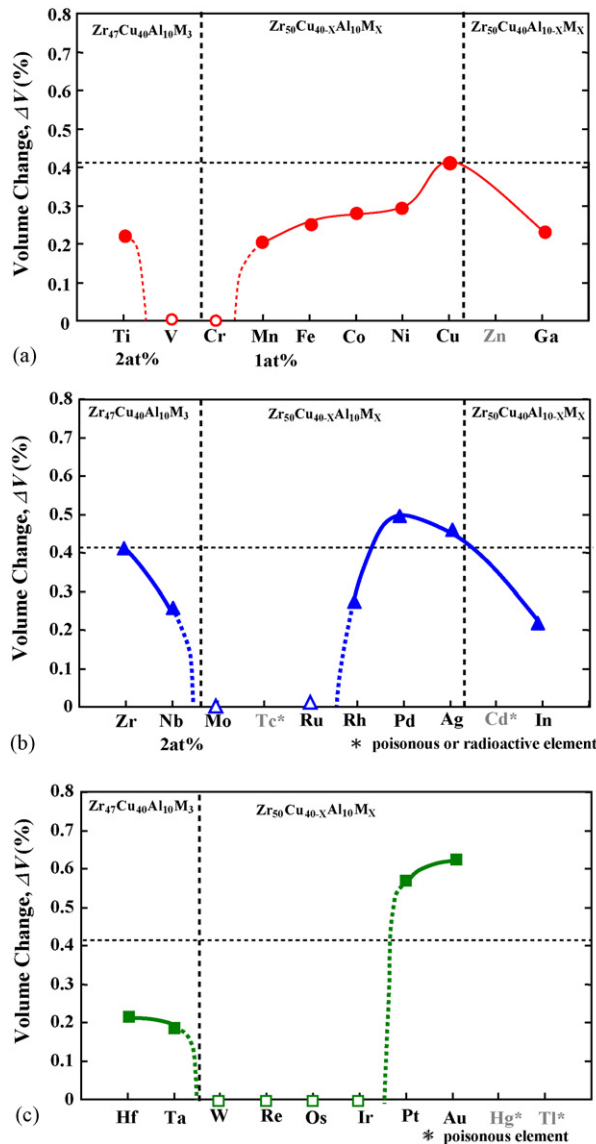 Zr47Cu40Al10M3 Zr50Cu40-XAl10MX Zr50Cu40Al10-XMX
Volume Change, ΔV(%)
0.8
0.7
0.6
0.5
0.4
0.3
0.2
0.1
0
Ti V Cr Mn Fe Co Ni Cu Zn Ga
(a) 2at% 1at%
Zr47Cu40Al10M3 Zr50Cu40-XAl10MX Zr50Cu40Al10-XMX
Volume Change, ΔV(%)
0.8
0.7
0.6
0.5
0.4
0.3
0.2
0.1
0
Zr Nb Mo Tc* Ru Rh Pd Ag Cd* In
(b) 2at% * poisonous or radioactive element
Zr47Cu40Al10M3 Zr50Cu40-XAl10MX
Volume Change, ΔV(%)
0.8
0.7
0.6
0.5
0.4
0.3
0.2
0.1
0
Hf Ta W Re Os Ir Pt Au Hg* Tl*
(c) * poisonous element